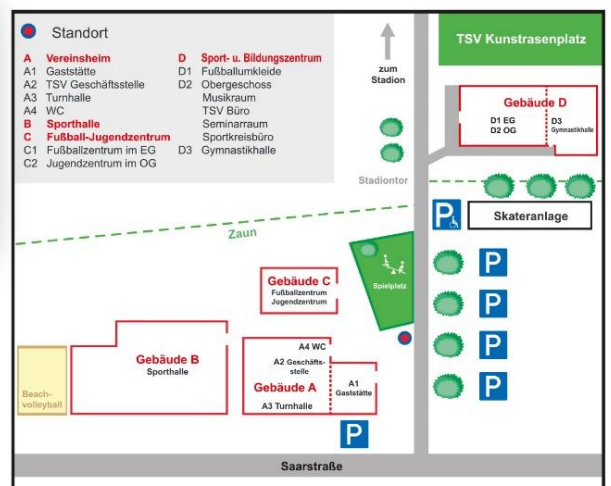 Standort
A Vereinsheim
A1 Gaststätte
A2 TSV Geschäftsstelle
A3 Turnhalle
A4 WC
B Sporthalle
C Fußball-Jugendzentrum
C1 Fußballzentrum im EG
C2 Jugendzentrum im OG
D Sport- u. Bildungszentrum
D1 Fußballumkleide
D2 Obergeschoss
Musikraum
TSV Büro
Seminarraum
Sportkreisbüro
D3 Gymnastikhalle
zum
Stadion
Stadiontor
TSV Kunstrasenplatz
Gebäude D
D1 EG
D2 OG
D3
Gymnastikhalle
P
Skateranlage
Zaun
Spielplatz
P
P
P
P
Gebäude C
Fußballzentrum
Jugendzentrum
Gebäude B
Sporthalle
Beach-
volleyball
A4 WC
A2 Geschäfts-
stelle
Gebäude A
A3 Turnhalle
A1
Gaststätte
P
Saarstraße